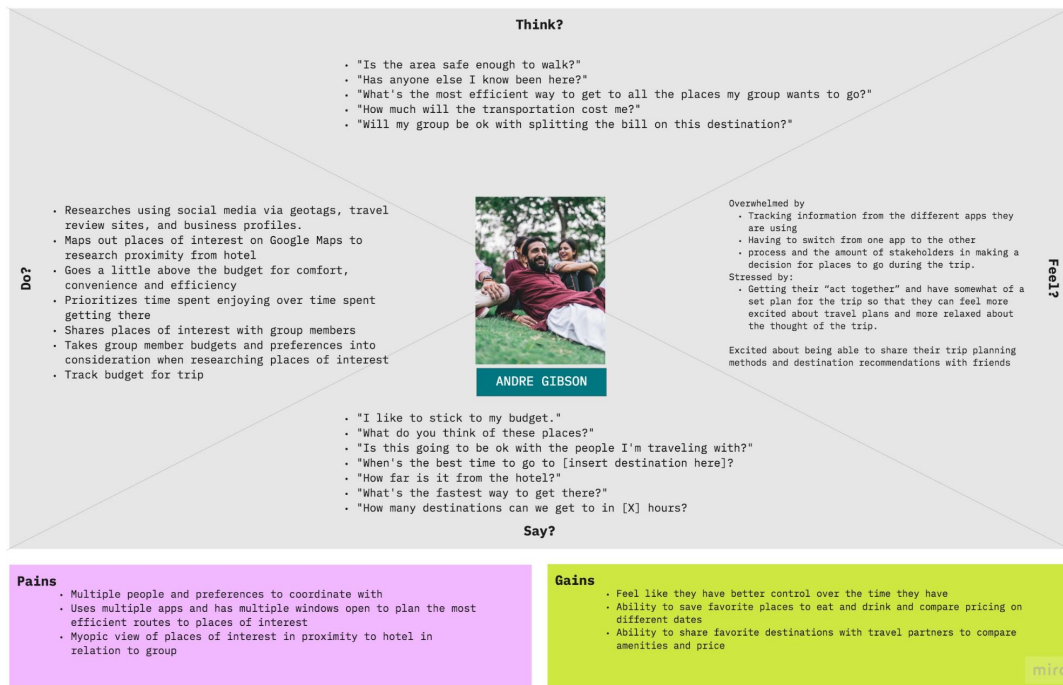 Think?
• "Is the area safe enough to walk?"
• "Has anyone else I know been here?"
• "What's the most efficient way to get to all the places my group wants to go?"
• "How much will the transportation cost me?"
• "Will my group be ok with splitting the bill on this destination?"
Do?
• Researches using social media via geotags, travel
review sites, and business profiles.
• Maps out places of interest on Google Maps to
research proximity from hotel
• Goes a little above the budget for comfort,
convenience and efficiency
• Prioritizes time spent enjoying over time spent
getting there
• Shares places of interest with group members
• Takes group member budgets and preferences into
consideration when researching places of interest
• Track budget for trip
ANDRE GIBSON
Feel?
Overwhelmed by
• Tracking information from the different apps they
are using
• Having to switch from one app to the other
• process and the amount of stakeholders in making a
decision for places to go during the trip.
Stressed by:
• Getting their “act together” and have somewhat of a
set plan for the trip so that they can feel more
excited about travel plans and more relaxed about
the thought of the trip.
Excited about being able to share their trip planning
methods and destination recommendations with friends
• "I like to stick to my budget."
• "What do you think of these places?"
• "Is this going to be ok with the people I'm traveling with?"
• "When's the best time to go to [insert destination here]?
• "How far is it from the hotel?"
• "What's the fastest way to get there?"
• "How many destinations can we get to in [X] hours?
Say?
Pains
• Multiple people and preferences to coordinate with
• Uses multiple apps and has multiple windows open to plan the most
efficient routes to places of interest
• Myopic view of places of interest in proximity to hotel in
relation to group
Gains
• Feel like they have better control over the time they have
• Ability to save favorite places to eat and drink and compare pricing on
different dates
• Ability to share favorite destinations with travel partners to compare
amenities and price